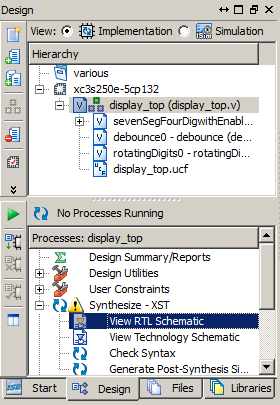 Design
View: Implementation Simulation
Hierarchy
various
xc3s250e-5cp132
display_top (display_top.v)
sevenSegFourDigwithEnabl...
debounce0 - debounce (de...
rotatingDigits0 - rotatingDi...
display_top.ucf
No Processes Running
Processes: display_top
Design Summary/Reports
Design Utilities
User Constraints
Synthesize - XST
View RTL Schematic
View Technology Schematic
Check Syntax
Generate Post-Synthesis Si...
Start Design Files Libraries